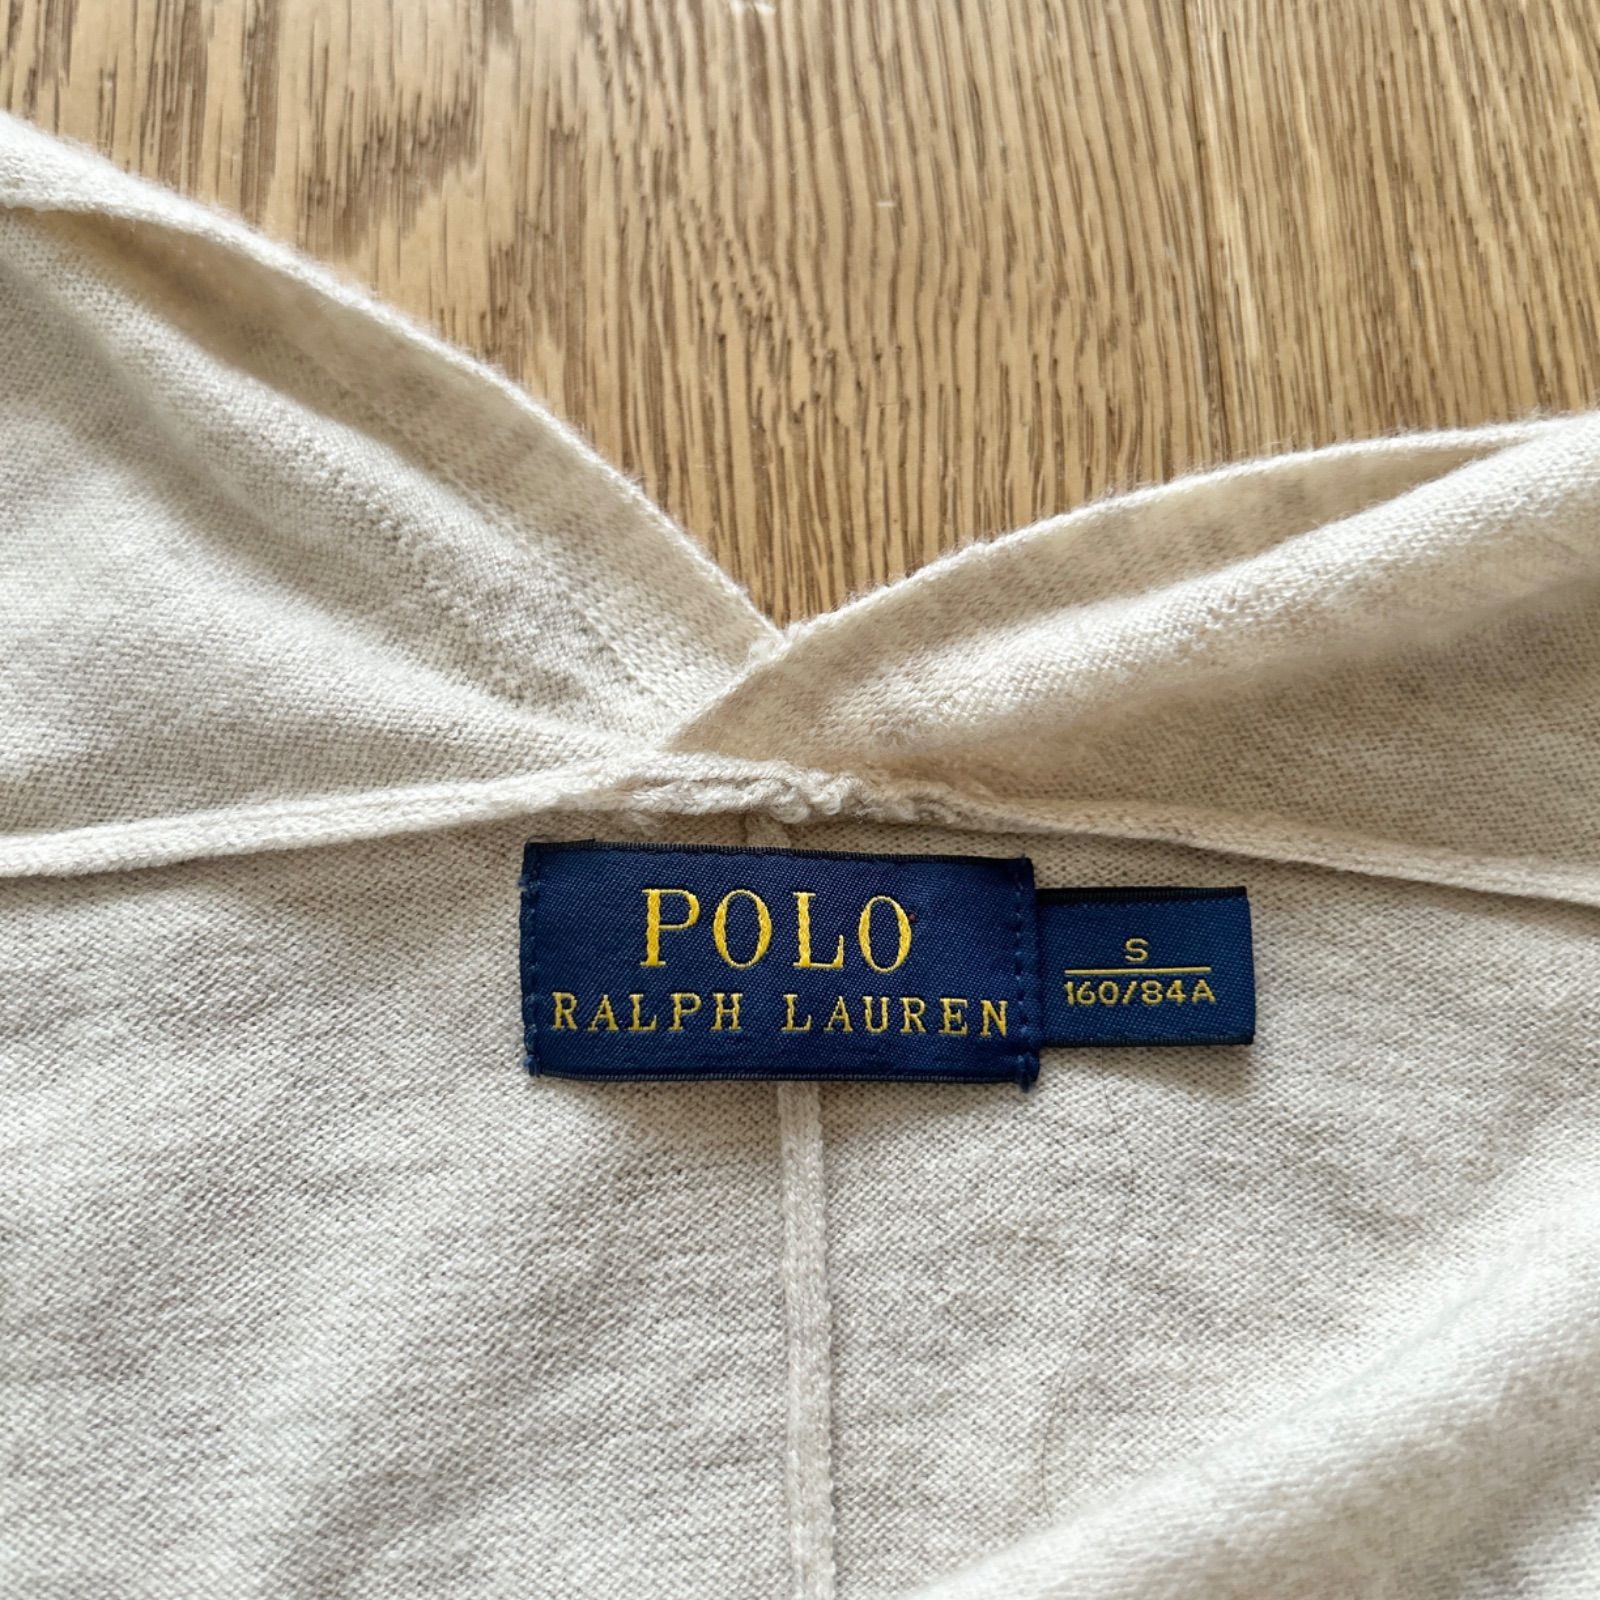 POLO
RALPH LAUREN
S
160/84A